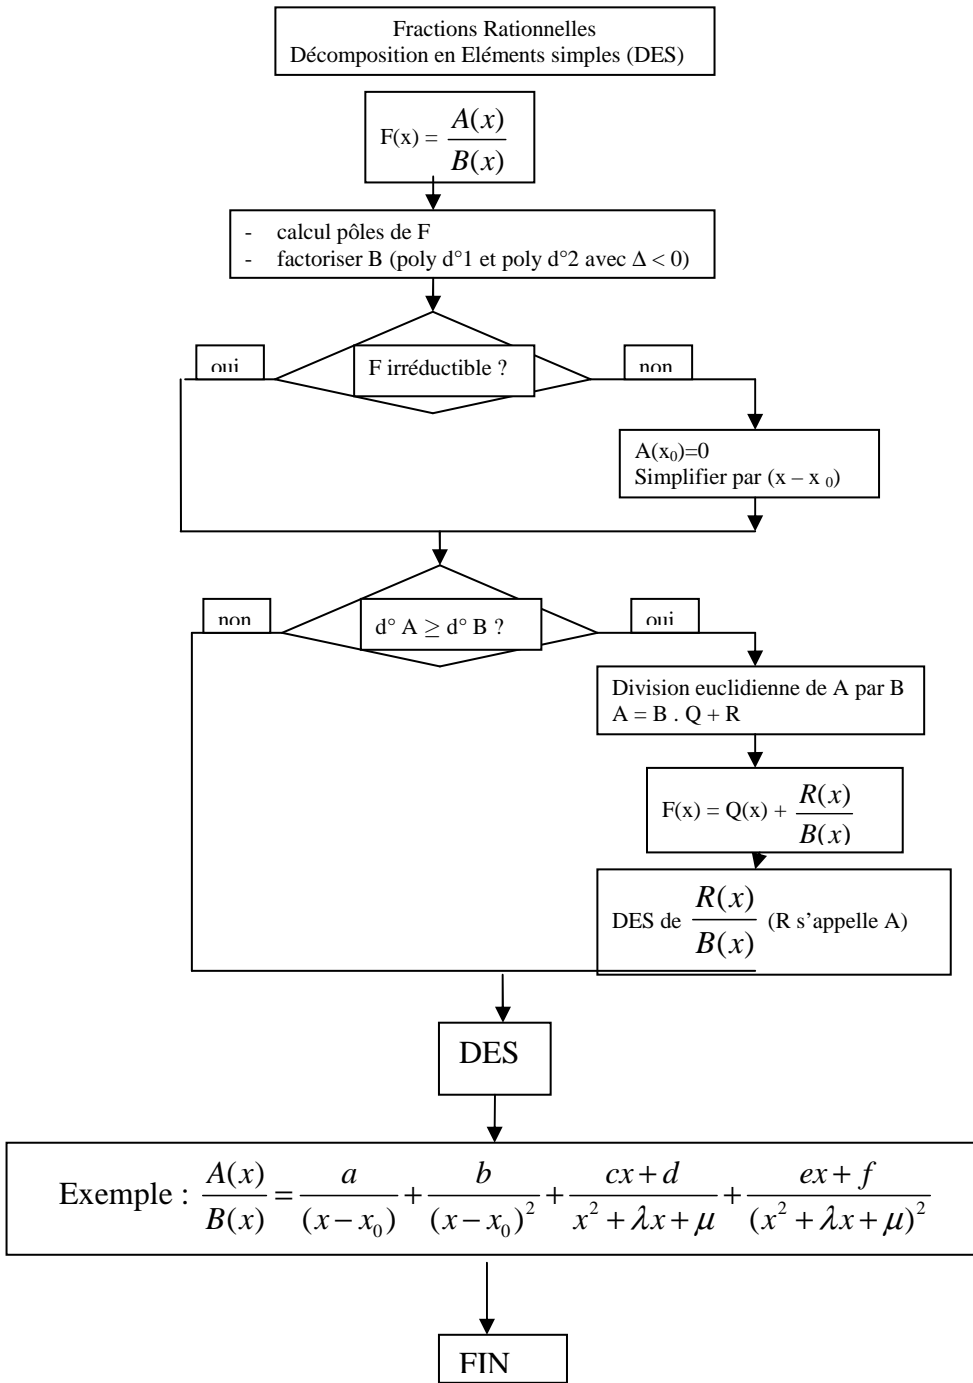 Fractions Rationnelles
Décomposition en Eléments simples (DES)
F(x) = A(x)/B(x)
- calcul pôles de F
- factoriser B (poly d°1 et poly d°2 avec Δ < 0)
oui
F irréductible ?
non
A(x₀)=0
Simplifier par (x – x ₀)
non
d° A ≥ d° B ?
oui
Division euclidienne de A par B
A = B . Q + R
F(x) = Q(x) + R(x)/B(x)
DES de R(x)/B(x) (R s’appelle A)
DES
Exemple : A(x)/B(x) = a/(x − x₀) + b/(x − x₀)² + (cx + d)/(x² + λx + μ) + (ex + f)/(x² + λx + μ)²
FIN